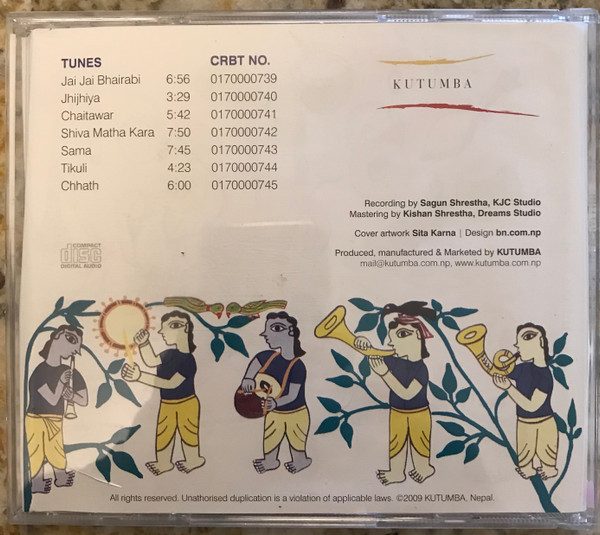 TUNES CRBT NO.
Jai Jai Bhairabi 6:56 0170000739
Jhijhiya 3:29 0170000740
Chaitawar 5:42 0170000741
Shiva Matha Kara 7:50 0170000742
Sama 7:45 0170000743
Tikuli 4:23 0170000744
Chhath 6:00 0170000745
KUTUMBA
Recording by Sagun Shrestha, KJC Studio
Mastering by Kishan Shrestha, Dreams Studio
Cover artwork Sita Karna | Design bn.com.np
Produced, manufactured & Marketed by KUTUMBA
mail@kutumba.com.np, www.kutumba.com.np
COMPACT
disc
DIGITAL AUDIO
All rights reserved. Unathorised duplication is a violation of applicable laws. ©2009 KUTUMBA, Nepal.